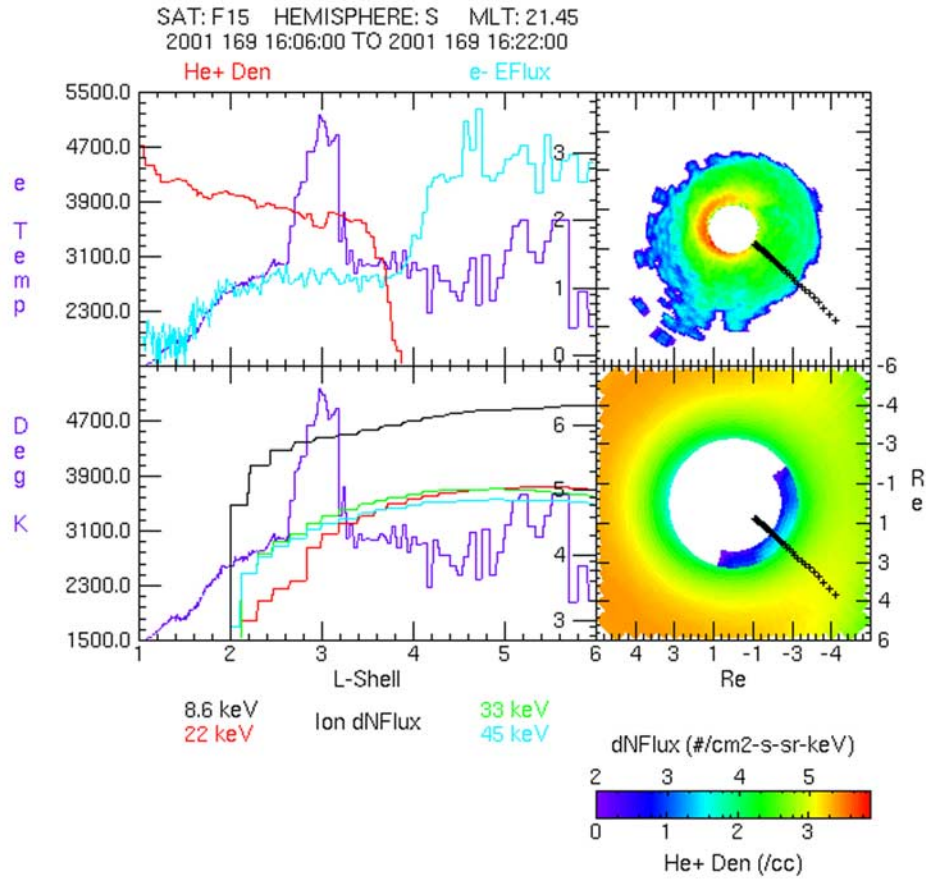 SAT: F15 HEMISPHERE: S MLT: 21.45
2001 169 16:06:00 TO 2001 169 16:22:00
He+ Den e- EFlux
5500.0
4700.0
3900.0
3100.0
2300.0
3
2
1
0
e Temp
Deg K
4700.0
3900.0
3100.0
2300.0
1500.0
6
5
4
3
1 2 3 4 5 6
L-Shell
-6
-4
-3
-1
1
3
4
6
Re
4 3 1 -1 -3 -4
Re
8.6 keV
22 keV
Ion dNFlux
33 keV
45 keV
dNFlux (#/cm2-s-sr-keV)
2 3 4 5
0 1 2 3
He+ Den (/cc)